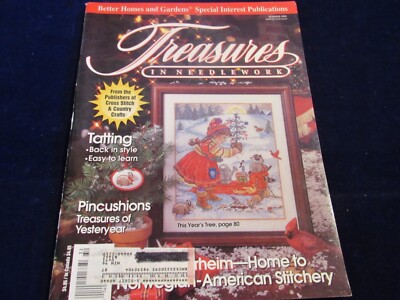 Better Homes and Gardens® Special Interest Publications
Treasures
IN NEEDLEWORK
From the
Publishers of
Cross Stitch
& Country
Crafts®
Tatting
• Back in style
• Easy to learn
Pincushions
Treasures of
Yesteryear
This Year's Tree, page 80
rheim—Home to
-American Stitchery